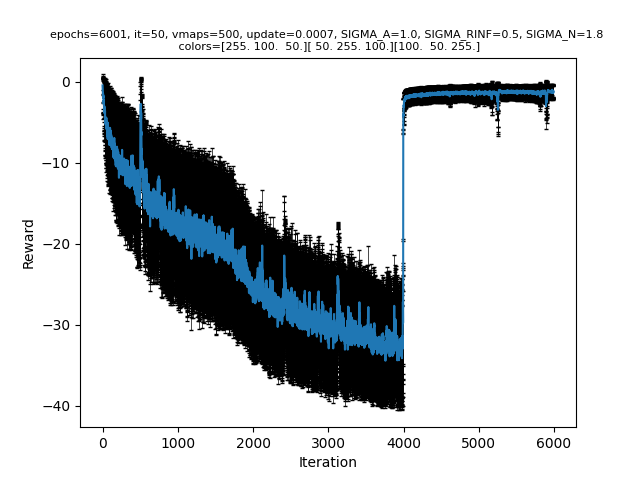 epochs=6001, it=50, vmaps=500, update=0.0007, SIGMA_A=1.0, SIGMA_RINF=0.5, SIGMA_N=1.8
colors=[255. 100.  50.][ 50. 255. 100.][100.  50. 255.]
0
−10
−20
−30
−40
Reward
0 1000 2000 3000 4000 5000 6000
Iteration